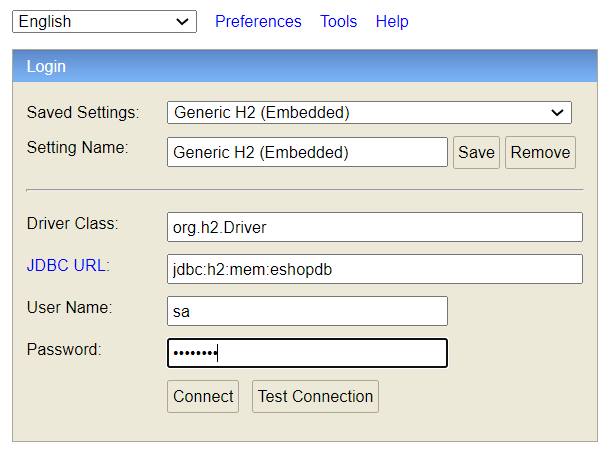 English Preferences Tools Help
Login
Saved Settings: Generic H2 (Embedded)
Setting Name: Generic H2 (Embedded) Save Remove
Driver Class: org.h2.Driver
JDBC URL: jdbc:h2:mem:eshopdb
User Name: sa
Password: ••••••••
Connect Test Connection